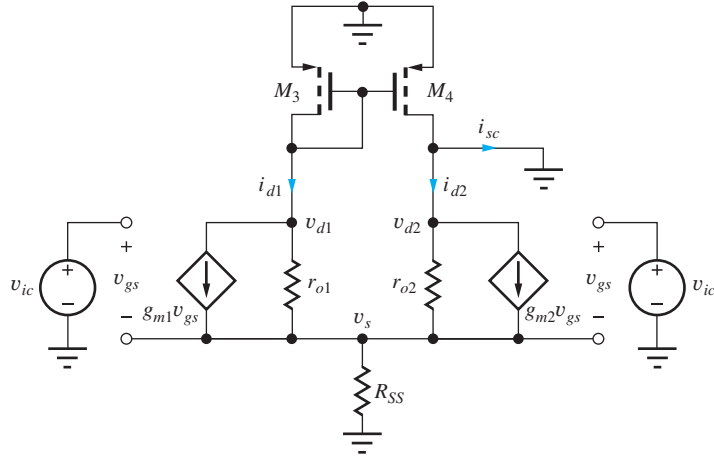 M3
M4
isc
id1
id2
vd1
vd2
+
+
+
+
vic
vgs
gm1vgs
ro1
ro2
gm2vgs
vgs
vic
−
−
−
−
vs
RSS